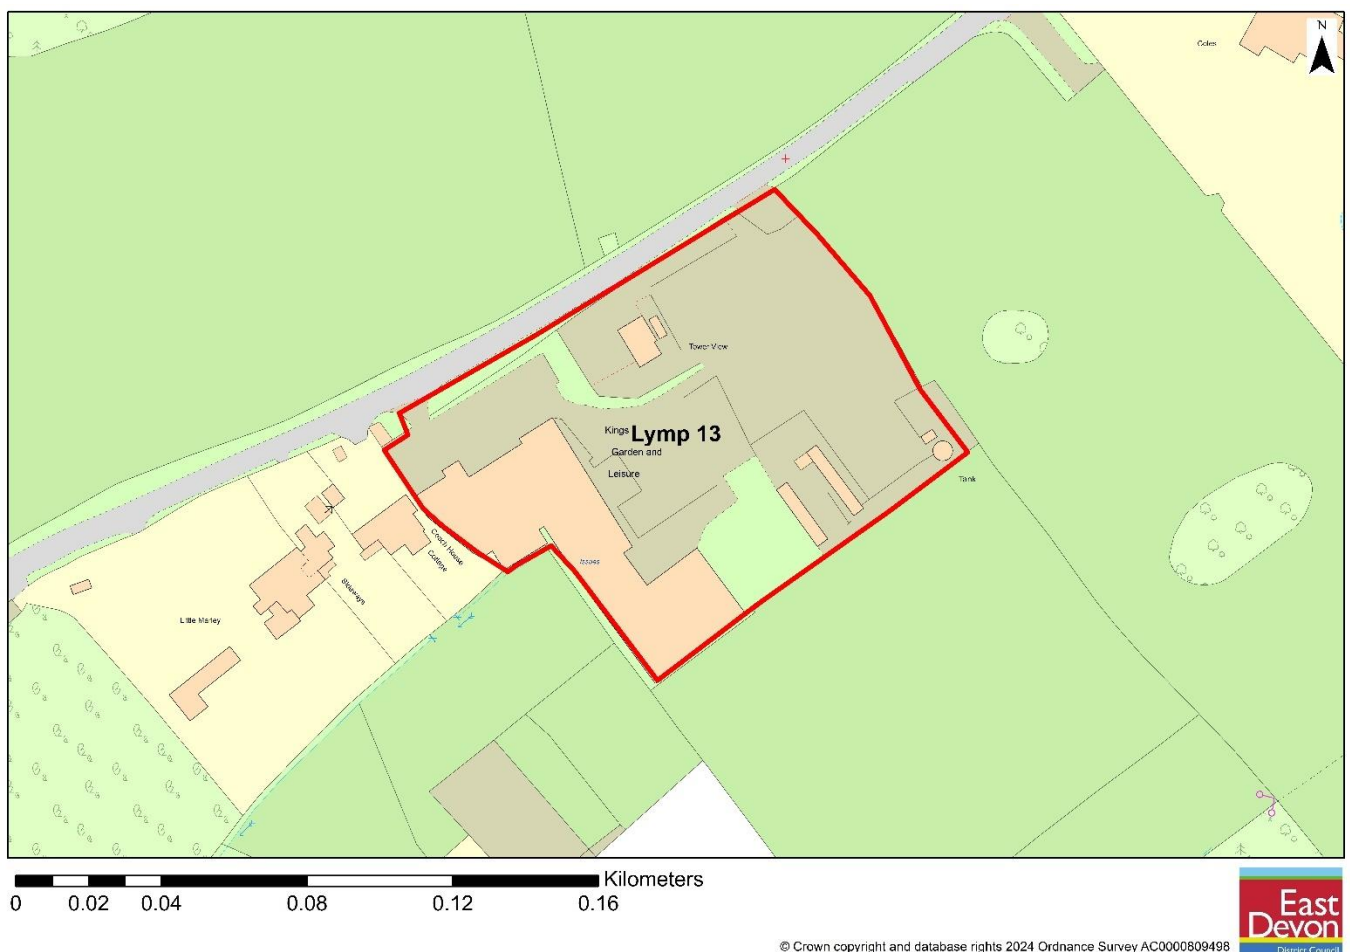 N
Coles
Tower View
Kings
Lymp 13
Garden and
Leisure
Tank
Coach House
Cottage
Issues
Slideways
Little Marley
Kilometers
0 0.02 0.04 0.08 0.12 0.16
East
Devon
District Council
© Crown copyright and database rights 2024 Ordnance Survey AC0000809498